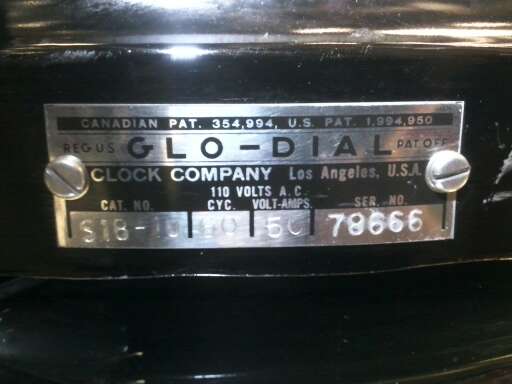 CANADIAN PAT. 354,994, U.S. PAT. 1,994,950
REG US GLO-DIAL PAT OFF
CLOCK COMPANY Los Angeles, U.S.A.
110 VOLTS A.C.
CAT. NO. CYC. VOLT-AMPS. SER. NO.
78666